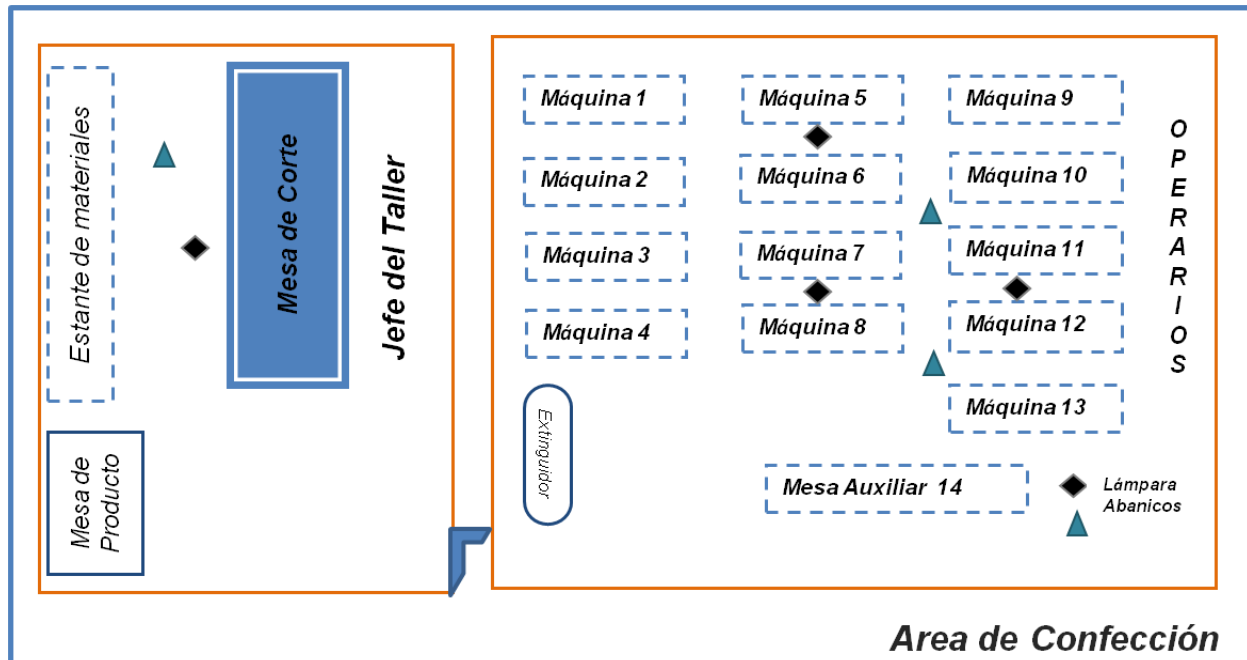 Estante de materiales
Mesa de Corte
Jefe del Taller
Mesa de
Producto
Máquina 1
Máquina 2
Máquina 3
Máquina 4
Extinguidor
Máquina 5
Máquina 6
Máquina 7
Máquina 8
Máquina 9
Máquina 10
Máquina 11
Máquina 12
Máquina 13
Mesa Auxiliar 14
OPERARIOS
Lámpara
Abanicos
Area de Confección